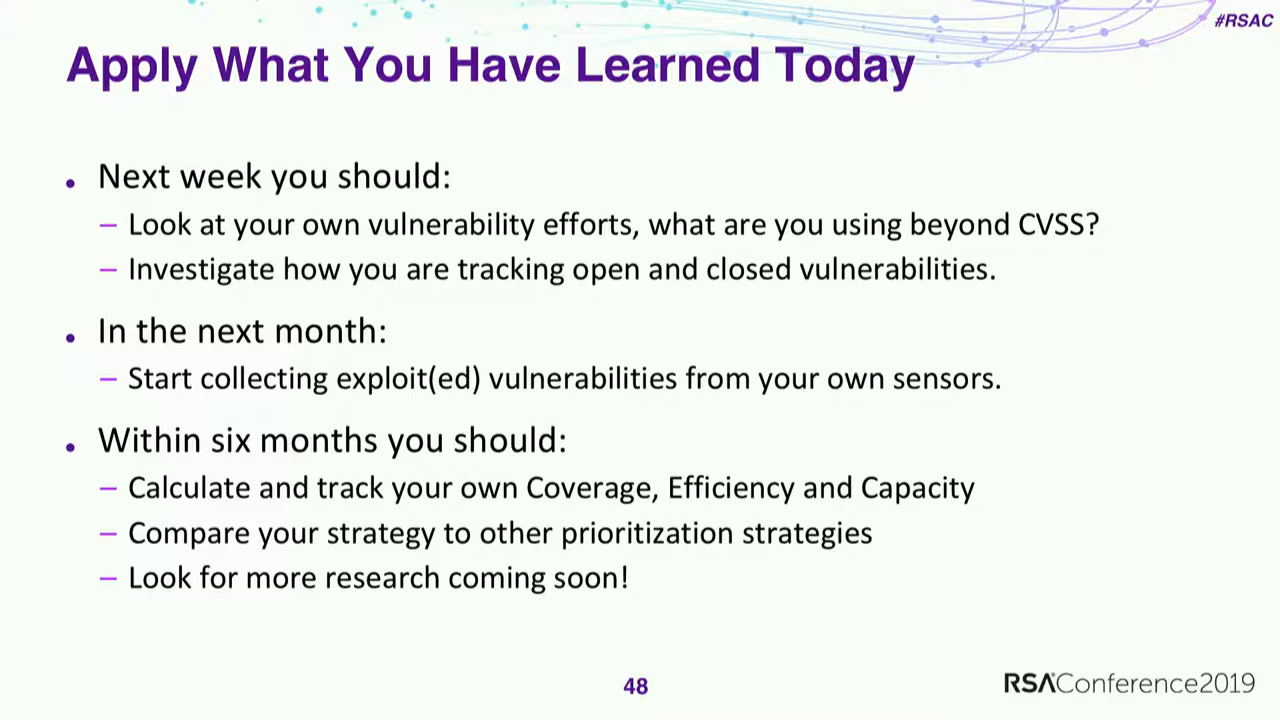 #RSAC
Apply What You Have Learned Today
• Next week you should:
– Look at your own vulnerability efforts, what are you using beyond CVSS?
– Investigate how you are tracking open and closed vulnerabilities.
• In the next month:
– Start collecting exploit(ed) vulnerabilities from your own sensors.
• Within six months you should:
– Calculate and track your own Coverage, Efficiency and Capacity
– Compare your strategy to other prioritization strategies
– Look for more research coming soon!
48
RSAConference2019